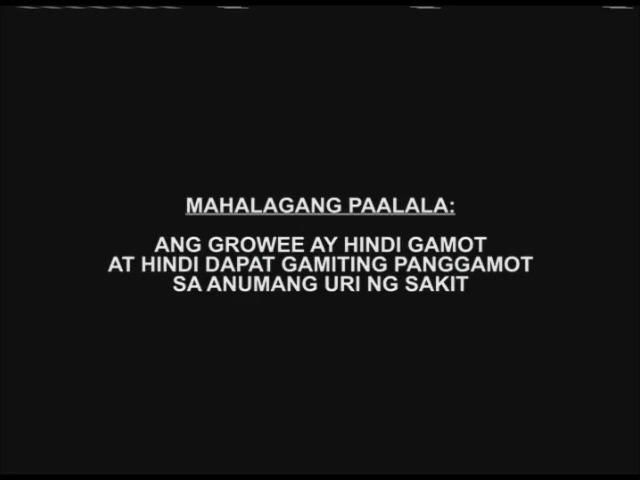 MAHALAGANG PAALALA:
ANG GROWEE AY HINDI GAMOT
AT HINDI DAPAT GAMITING PANGGAMOT
SA ANUMANG URI NG SAKIT